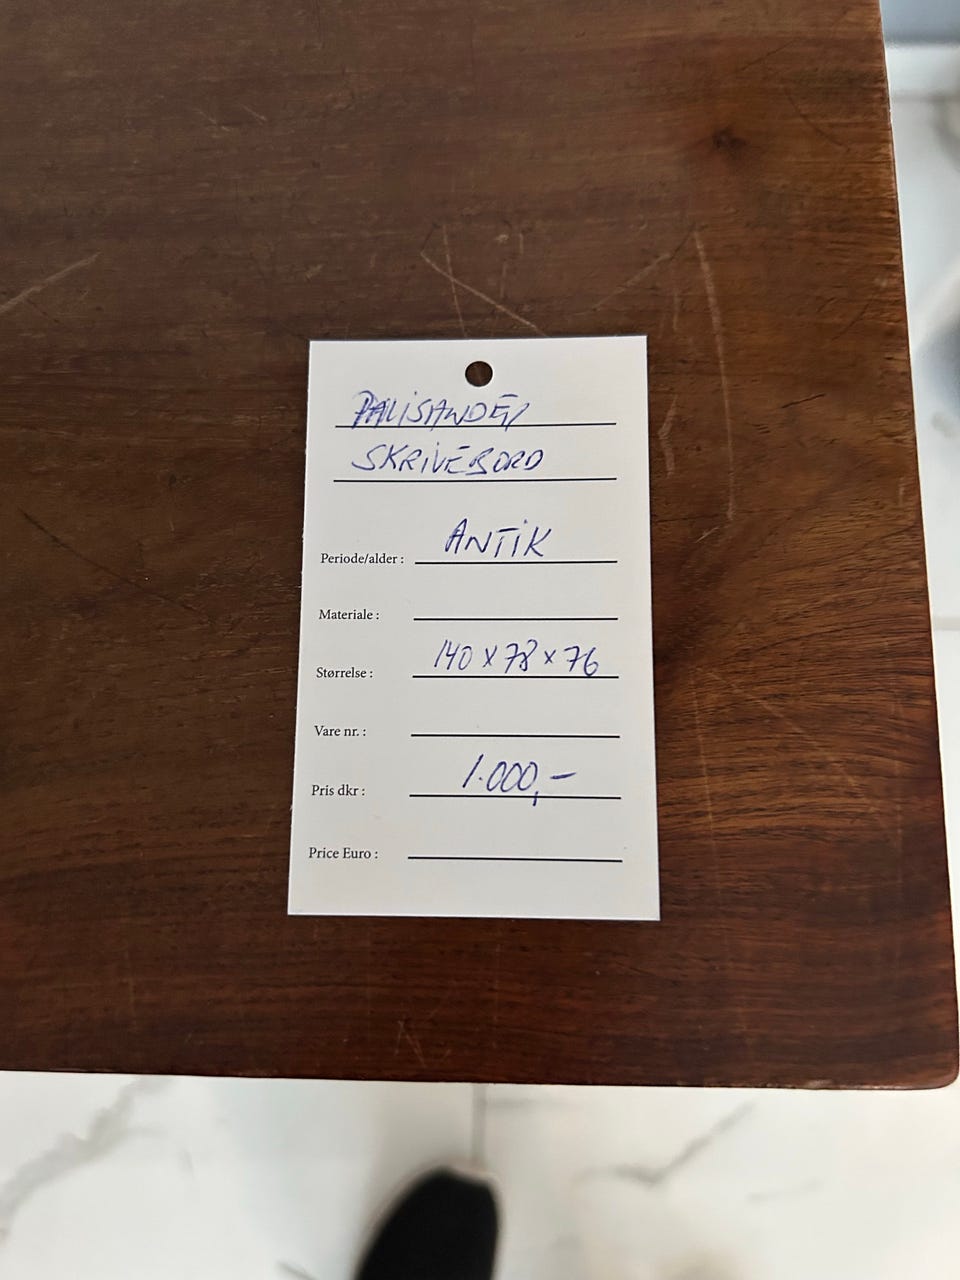 PALISANDER
SKRIVEBORD
Periode/alder : ANTIK
Materiale :
Størrelse : 140 x 78 x 76
Vare nr. :
Pris dkr : 1.000,-
Price Euro :